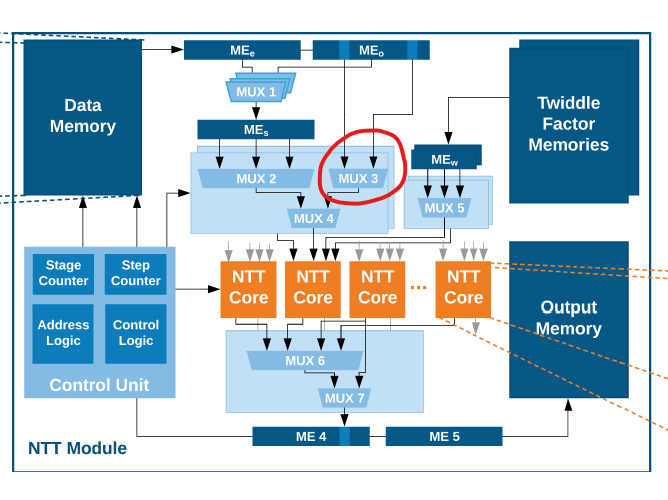 MEe
MEo
Data
Memory
MUX 1
Twiddle
Factor
Memories
MEs
MEw
MUX 2
MUX 3
MUX 4
MUX 5
Stage
Counter
Step
Counter
Address
Logic
Control
Logic
Control Unit
NTT
Core
NTT
Core
NTT
Core
...
NTT
Core
Output
Memory
MUX 6
MUX 7
ME 4
ME 5
NTT Module